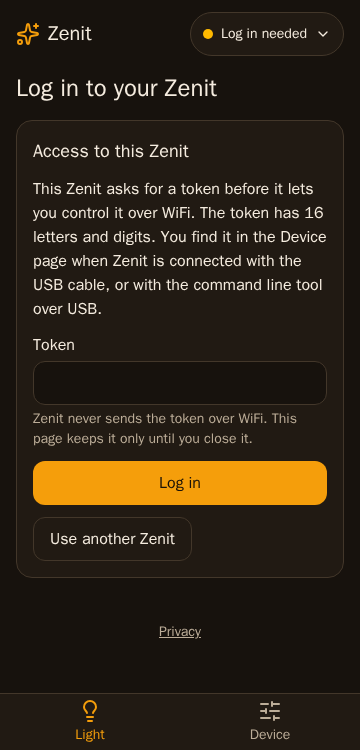 Zenit
Log in needed
Log in to your Zenit
Access to this Zenit
This Zenit asks for a token before it lets
you control it over WiFi. The token has 16
letters and digits. You find it in the Device
page when Zenit is connected with the
USB cable, or with the command line tool
over USB.
Token
Zenit never sends the token over WiFi. This
page keeps it only until you close it.
Log in
Use another Zenit
Privacy
Light
Device